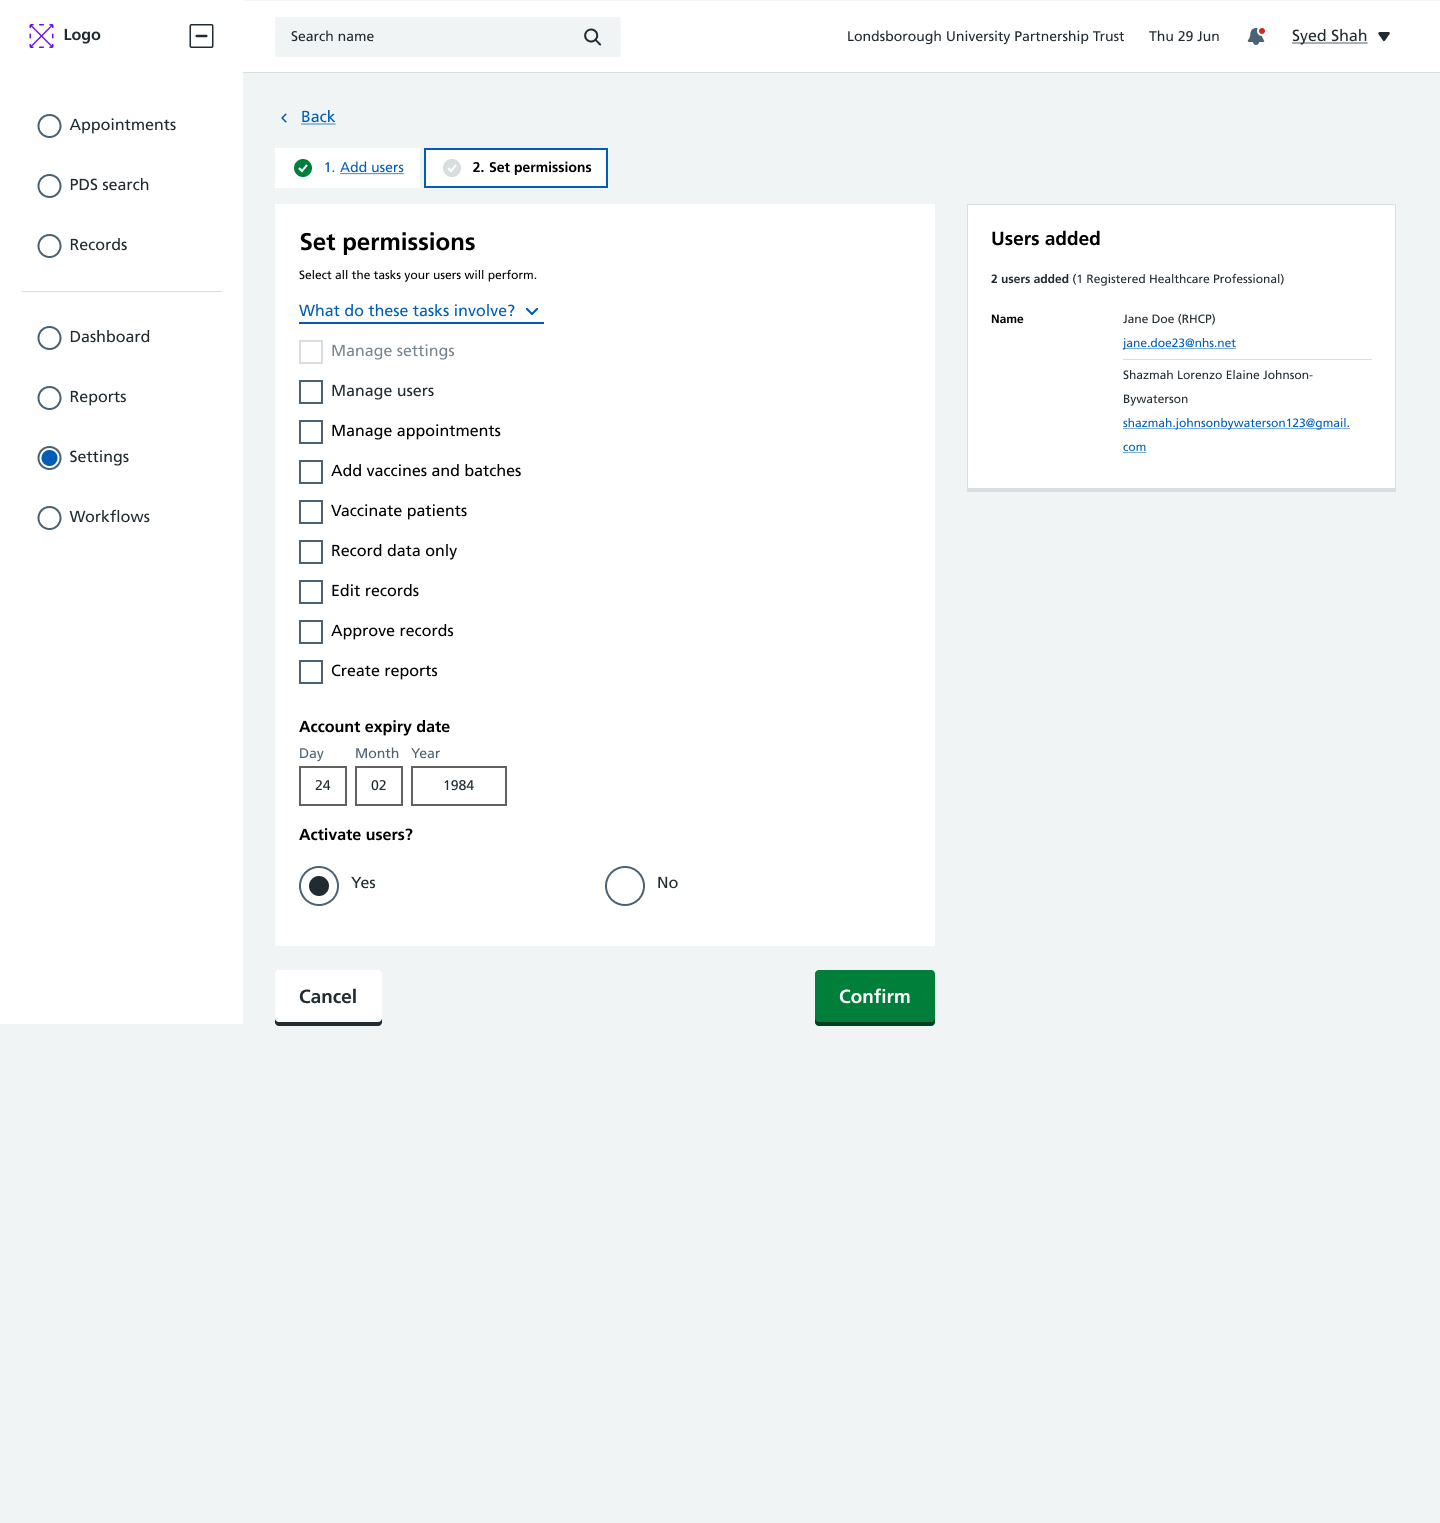 Logo
Search name
Londsborough University Partnership Trust
Thu 29 Jun
Syed Shah
Appointments
PDS search
Records
Dashboard
Reports
Settings
Workflows
Back
1. Add users
2. Set permissions
Set permissions
Select all the tasks your users will perform.
What do these tasks involve?
Manage settings
Manage users
Manage appointments
Add vaccines and batches
Vaccinate patients
Record data only
Edit records
Approve records
Create reports
Account expiry date
Day Month Year
24 02 1984
Activate users?
Yes No
Cancel
Confirm
Users added
2 users added (1 Registered Healthcare Professional)
Name
Jane Doe (RHCP)
jane.doe23@nhs.net
Shazmah Lorenzo Elaine Johnson-
Bywaterson
shazmah.johnsonbywaterson123@gmail.
com